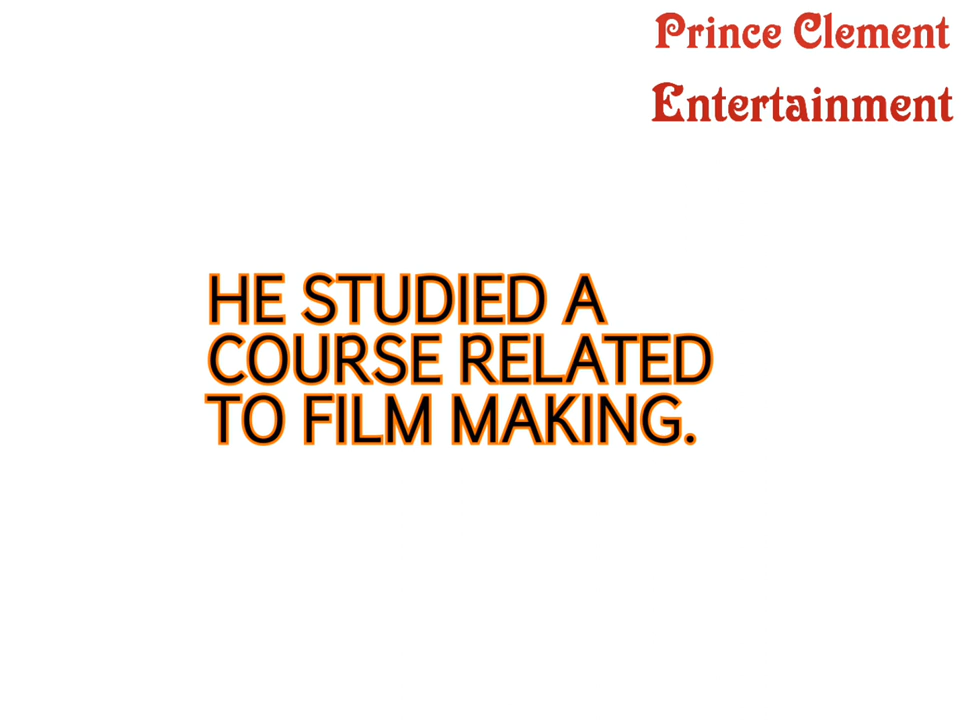 Prince Clement
Entertainment
HE STUDIED A
COURSE RELATED
TO FILM MAKING.